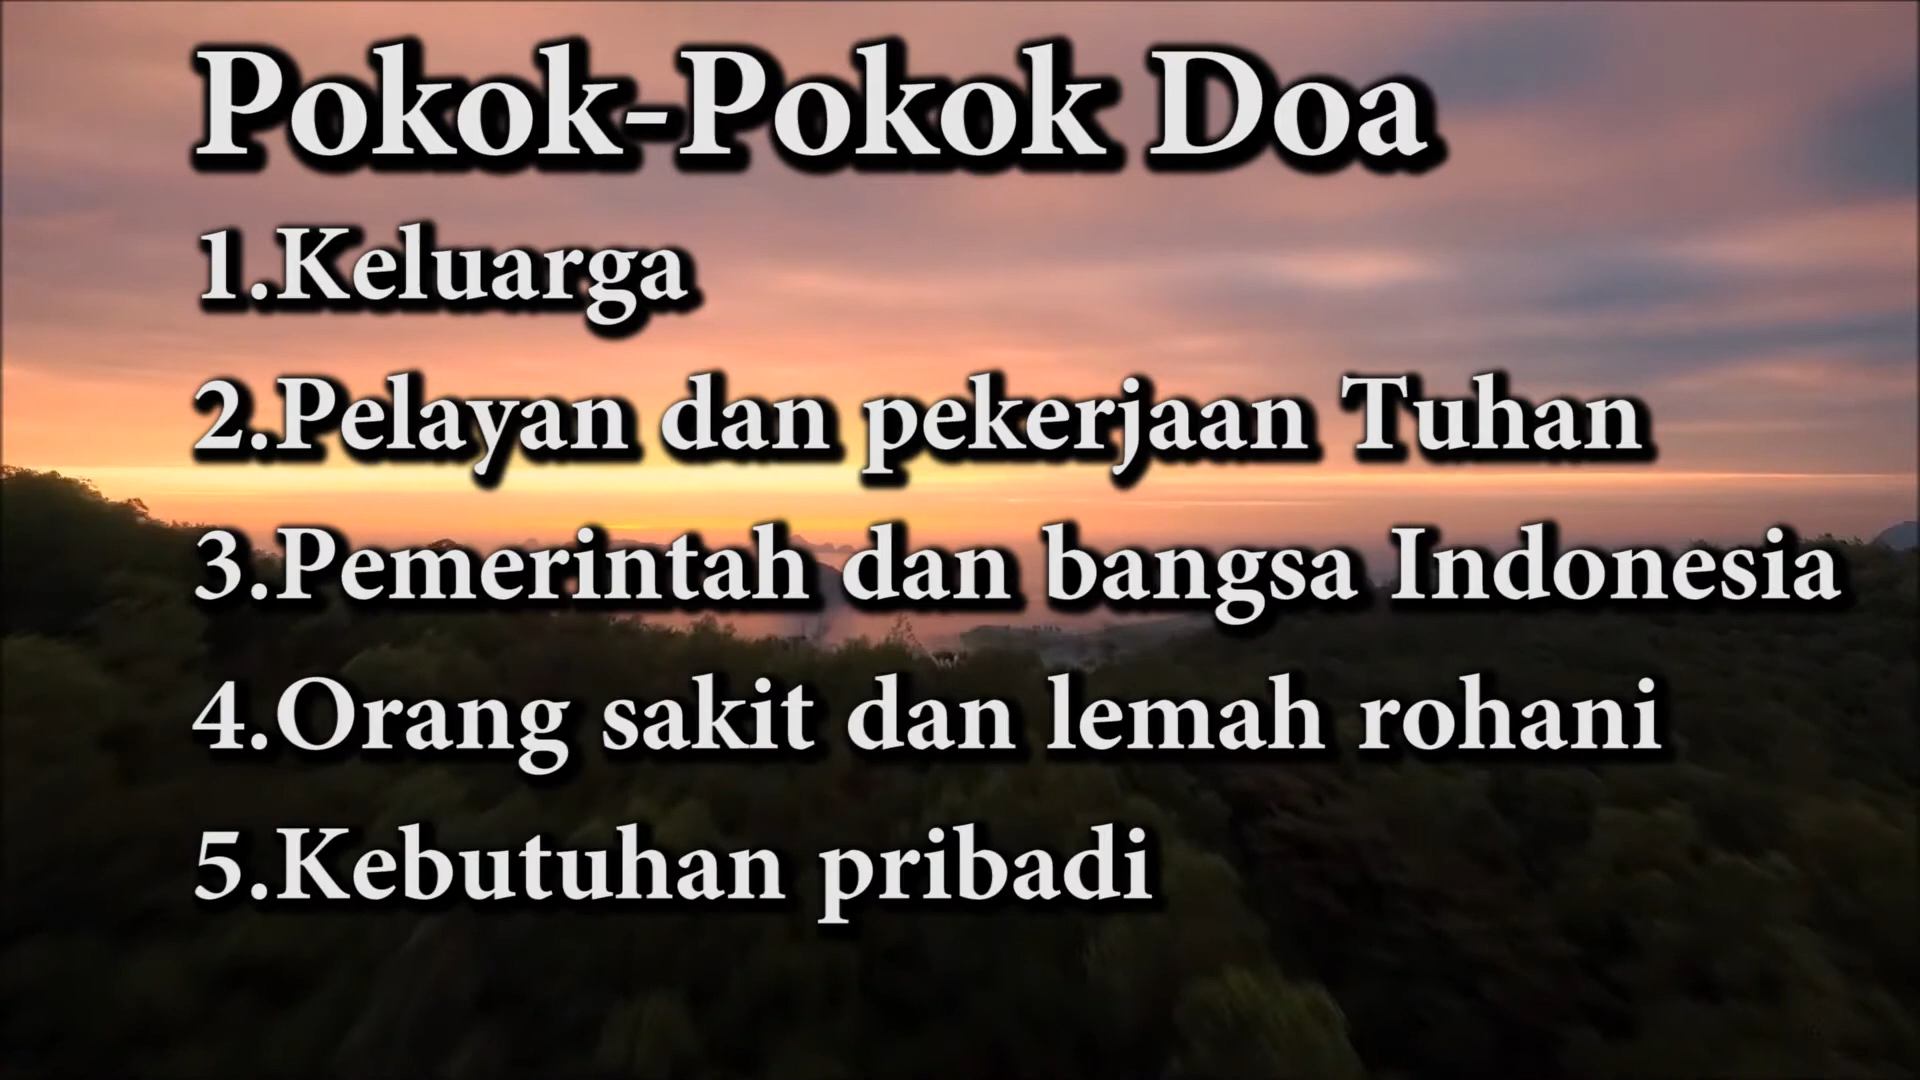 Pokok-Pokok Doa
1.Keluarga
2.Pelayan dan pekerjaan Tuhan
3.Pemerintah dan bangsa Indonesia
4.Orang sakit dan lemah rohani
5.Kebutuhan pribadi